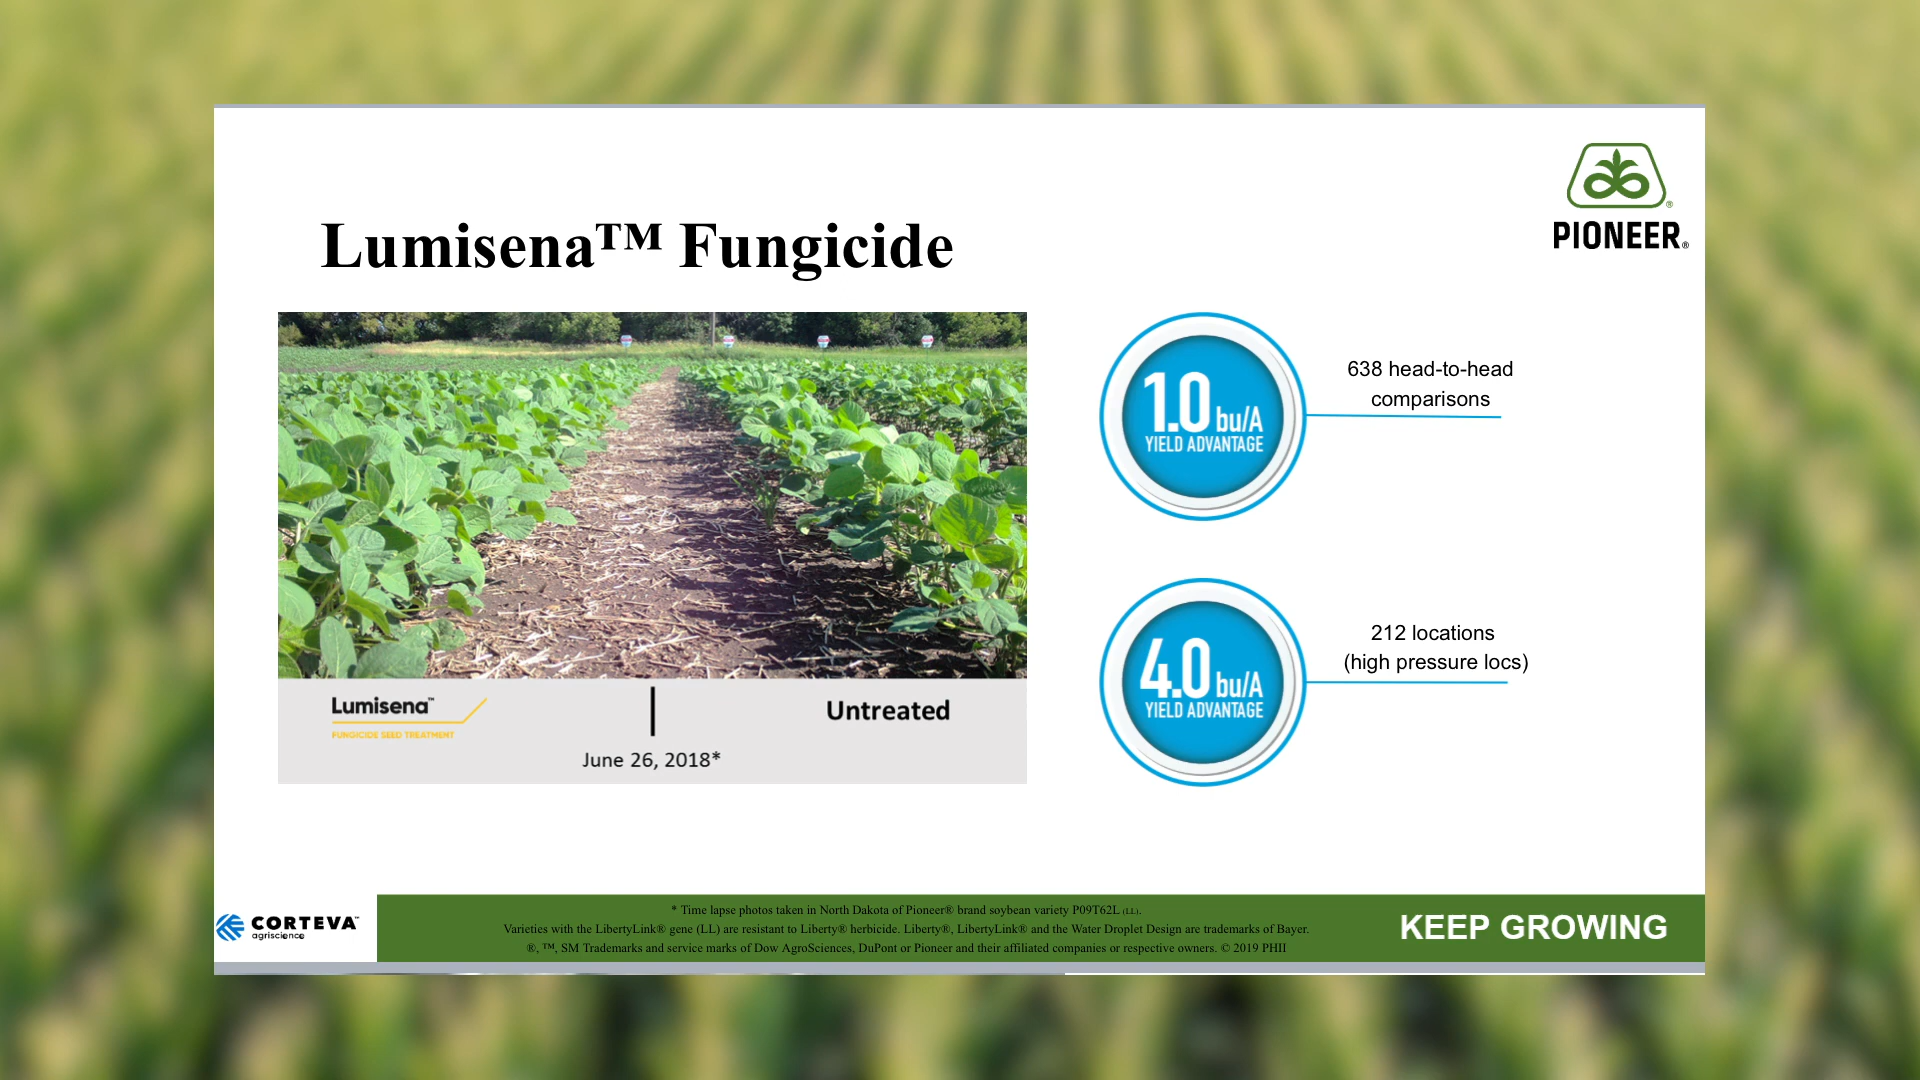 Lumisena™ Fungicide
PIONEER®
1.0 bu/A
YIELD ADVANTAGE
638 head-to-head
comparisons
4.0 bu/A
YIELD ADVANTAGE
212 locations
(high pressure locs)
Lumisena™
FUNGICIDE SEED TREATMENT
Untreated
June 26, 2018*
CORTEVA™
agriscience
* Time lapse photos taken in North Dakota of Pioneer® brand soybean variety P09T62L (LL).
Varieties with the LibertyLink® gene (LL) are resistant to Liberty® herbicide. Liberty®, LibertyLink® and the Water Droplet Design are trademarks of Bayer.
®, ™, SM Trademarks and service marks of Dow AgroSciences, DuPont or Pioneer and their affiliated companies or respective owners. © 2019 PHII
KEEP GROWING